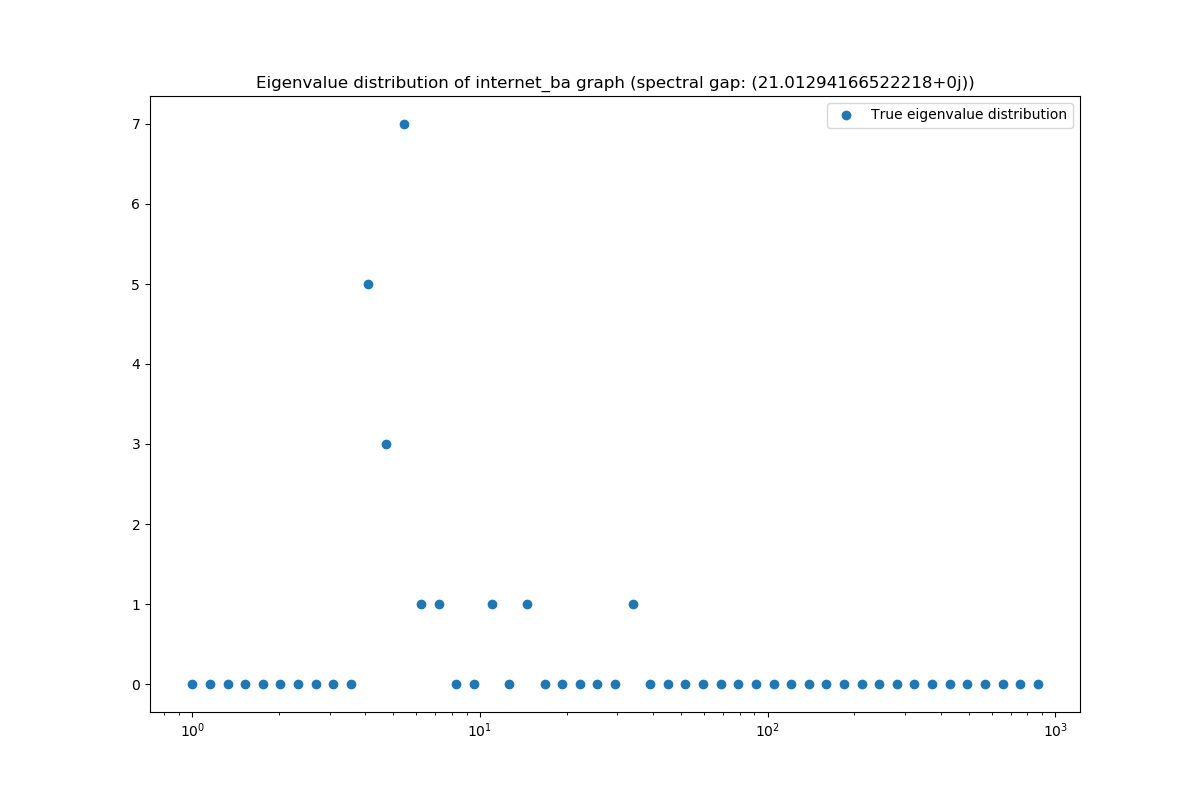 Eigenvalue distribution of internet_ba graph (spectral gap: (21.01294166522218+0j))
True eigenvalue distribution
7
6
5
4
3
2
1
0
10⁰ 10¹ 10² 10³